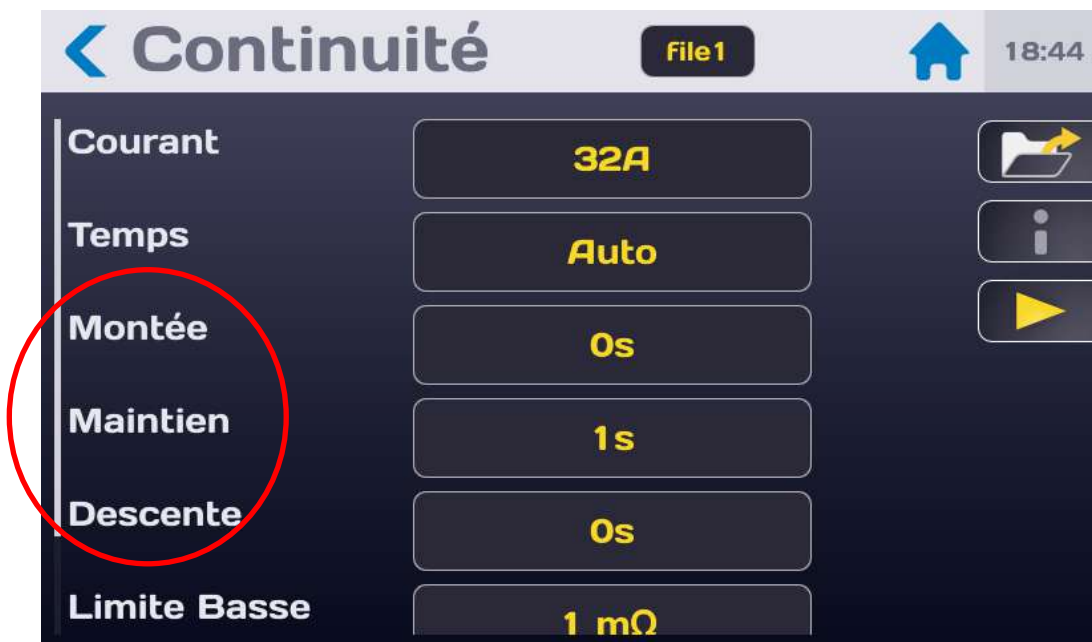 Continuité File1 18:44
Courant 32A
Temps Auto
Montée 0s
Maintien 1s
Descente 0s
Limite Basse 1 mΩ